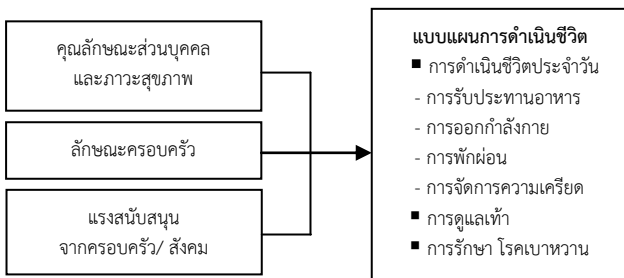 คุณลักษณะส่วนบุคคล
และภาวะสุขภาพ
ลักษณะครอบครัว
แรงสนับสนุน
จากครอบครัว/ สังคม
แบบแผนการดำเนินชีวิต
■ การดำเนินชีวิตประจำวัน
- การรับประทานอาหาร
- การออกกำลังกาย
- การพักผ่อน
- การจัดการความเครียด
■ การดูแลเท้า
■ การรักษา โรคเบาหวาน